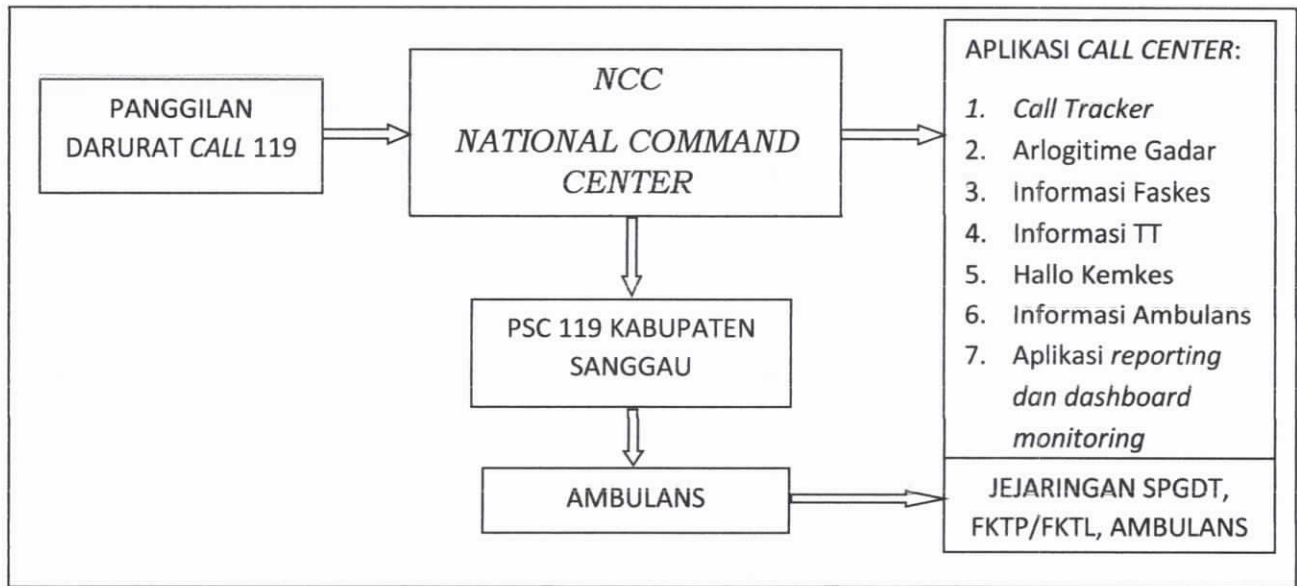 PANGGILAN
DARURAT CALL 119
NCC
NATIONAL COMMAND
CENTER
PSC 119 KABUPATEN
SANGGAU
AMBULANS
APLIKASI CALL CENTER:
1. Call Tracker
2. Arlogitime Gadar
3. Informasi Faskes
4. Informasi TT
5. Hallo Kemkes
6. Informasi Ambulans
7. Aplikasi reporting
dan dashboard
monitoring
JEJARINGAN SPGDT,
FKTP/FKTL, AMBULANS